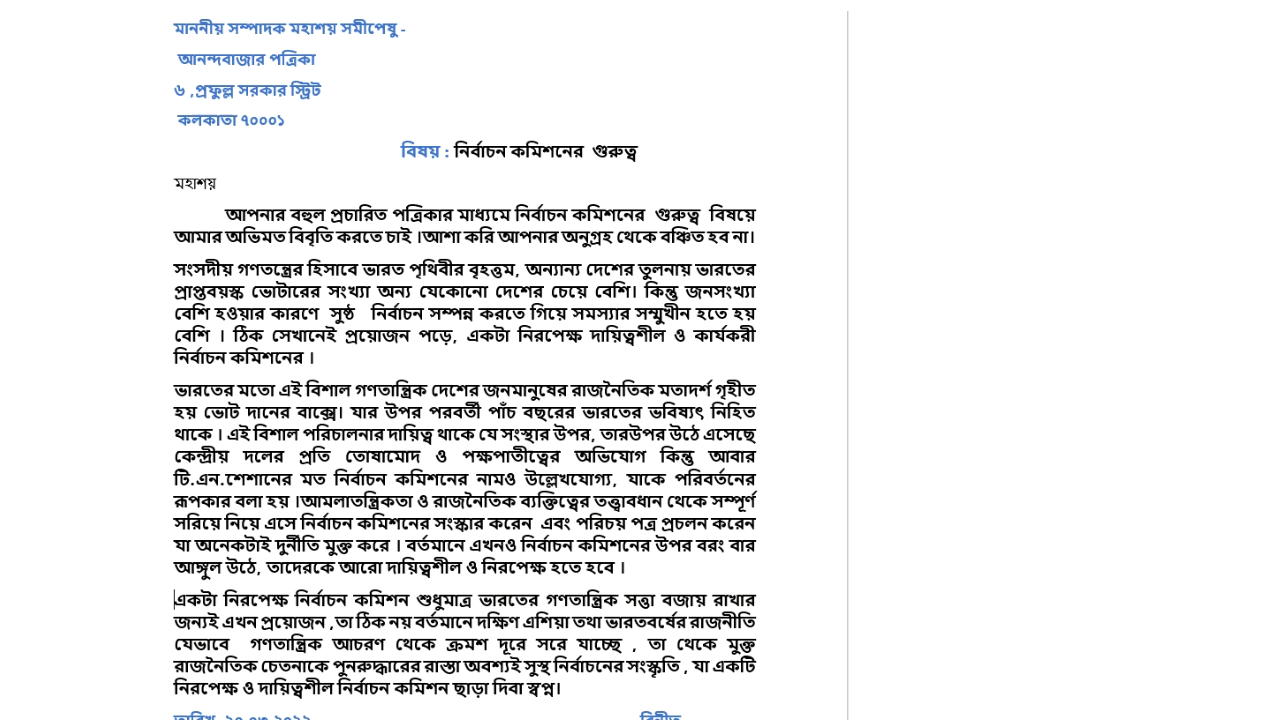 মাননীয় সম্পাদক মহাশয় সমীপেষু -
আনন্দবাজার পত্রিকা
৬ ,প্রফুল্ল সরকার স্ট্রিট
কলকাতা ৭০০০১
বিষয় : নির্বাচন কমিশনের গুরুত্ব
মহাশয়
আপনার বহুল প্রচারিত পত্রিকার মাধ্যমে নির্বাচন কমিশনের গুরুত্ব বিষয়ে
আমার অভিমত বিবৃতি করতে চাই ।আশা করি আপনার অনুগ্রহ থেকে বঞ্চিত হব না।
সংসদীয় গণতন্ত্রের হিসাবে ভারত পৃথিবীর বৃহত্তম, অন্যান্য দেশের তুলনায় ভারতের
প্রাপ্তবয়স্ক ভোটারের সংখ্যা অন্য যেকোনো দেশের চেয়ে বেশি। কিন্তু জনসংখ্যা
বেশি হওয়ার কারণে সুষ্ঠ নির্বাচন সম্পন্ন করতে গিয়ে সমস্যার সম্মুখীন হতে হয়
বেশি । ঠিক সেখানেই প্রয়োজন পড়ে, একটা নিরপেক্ষ দায়িত্বশীল ও কার্যকরী
নির্বাচন কমিশনের ।
ভারতের মতো এই বিশাল গণতান্ত্রিক দেশের জনমানুষের রাজনৈতিক মতাদর্শ গৃহীত
হয় ভোট দানের বাক্সে। যার উপর পরবর্তী পাঁচ বছরের ভারতের ভবিষ্যৎ নিহিত
থাকে । এই বিশাল পরিচালনার দায়িত্ব থাকে যে সংস্থার উপর, তারউপর উঠে এসেছে
কেন্দ্রীয় দলের প্রতি তোষামোদ ও পক্ষপাতীত্বের অভিযোগ কিন্তু আবার
টি.এন.শেশানের মত নির্বাচন কমিশনের নামও উল্লেখযোগ্য, যাকে পরিবর্তনের
রূপকার বলা হয় ।আমলাতন্ত্রিকতা ও রাজনৈতিক ব্যক্তিত্বের তত্ত্বাবধান থেকে সম্পূর্ণ
সরিয়ে নিয়ে এসে নির্বাচন কমিশনের সংস্কার করেন এবং পরিচয় পত্র প্রচলন করেন
যা অনেকটাই দুর্নীতি মুক্ত করে । বর্তমানে এখনও নির্বাচন কমিশনের উপর বরং বার
আঙ্গুল উঠে, তাদেরকে আরো দায়িত্বশীল ও নিরপেক্ষ হতে হবে ।
একটা নিরপেক্ষ নির্বাচন কমিশন শুধুমাত্র ভারতের গণতান্ত্রিক সত্তা বজায় রাখার
জন্যই এখন প্রয়োজন ,তা ঠিক নয় বর্তমানে দক্ষিণ এশিয়া তথা ভারতবর্ষের রাজনীতি
যেভাবে গণতান্ত্রিক আচরণ থেকে ক্রমশ দূরে সরে যাচ্ছে , তা থেকে মুক্ত
রাজনৈতিক চেতনাকে পুনরুদ্ধারের রাস্তা অবশ্যই সুস্থ নির্বাচনের সংস্কৃতি , যা একটি
নিরপেক্ষ ও দায়িত্বশীল নির্বাচন কমিশন ছাড়া দিবা স্বপ্ন।